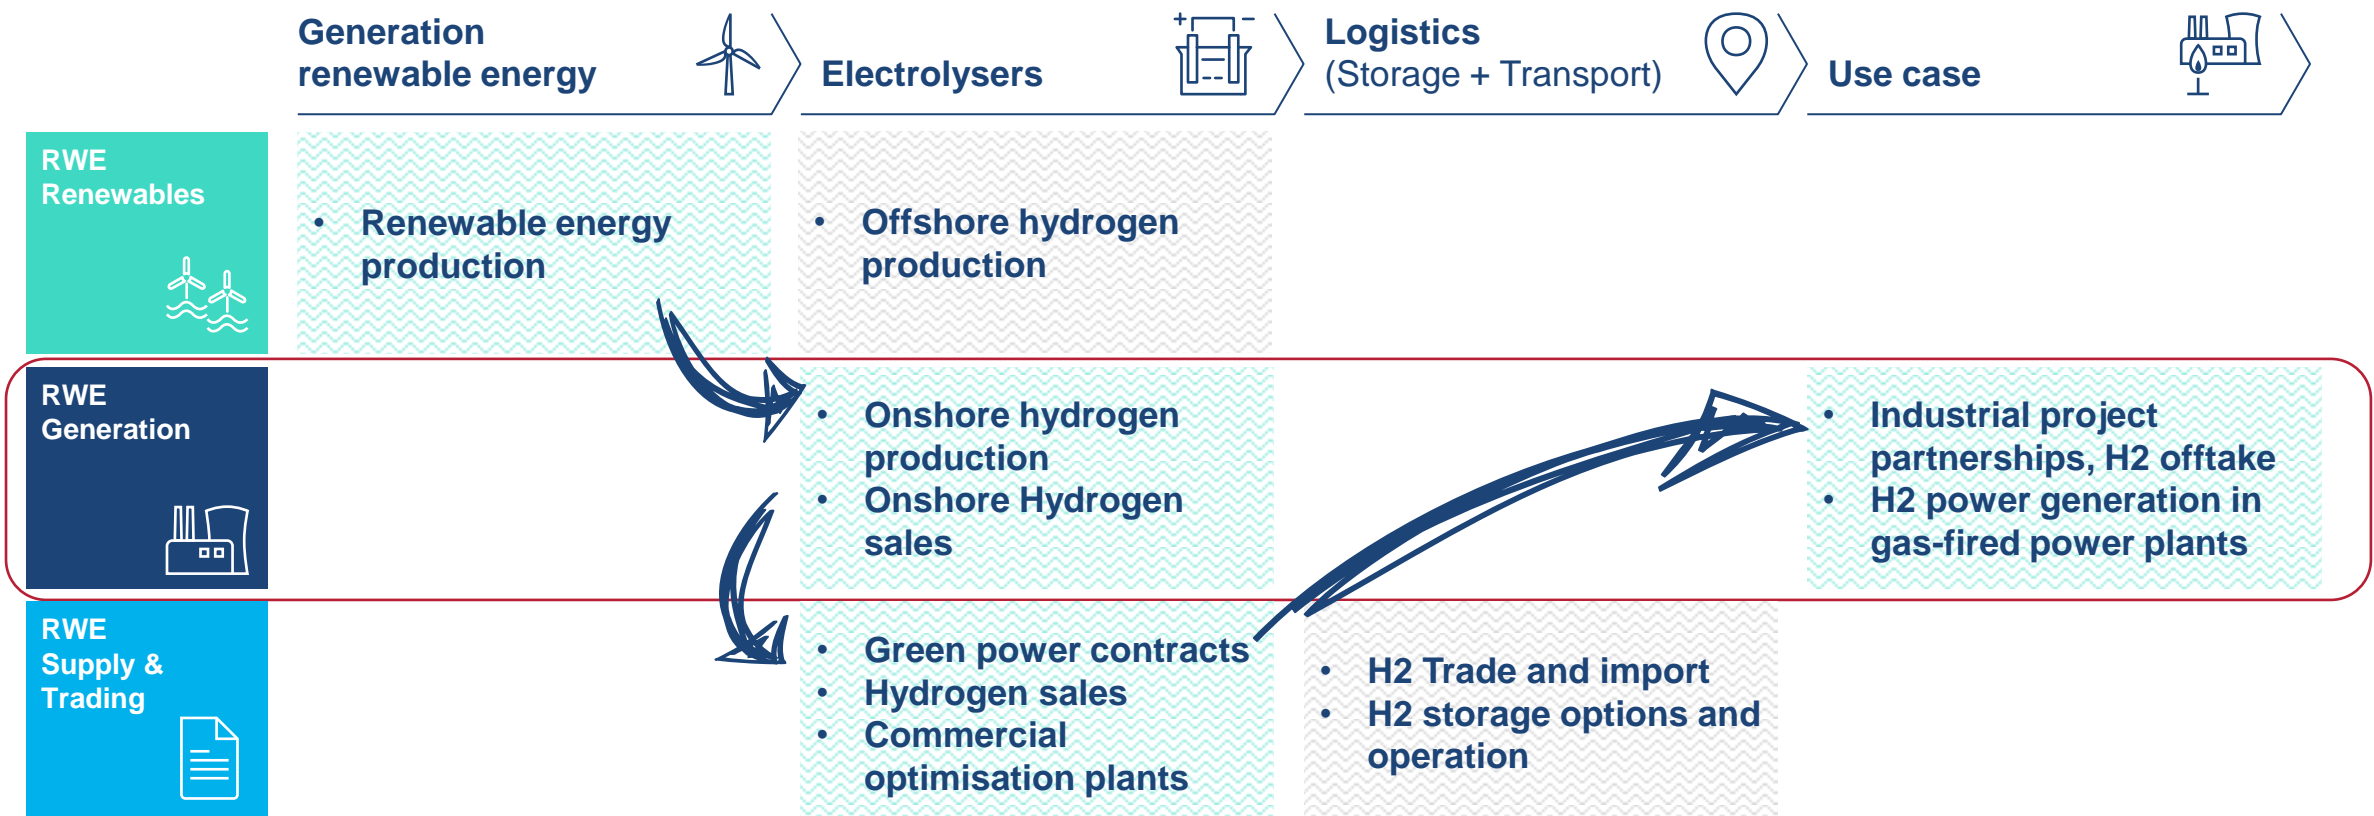 Generation
renewable energy
Electrolysers
Logistics
(Storage + Transport)
Use case
RWE
Renewables
• Renewable energy
production
• Offshore hydrogen
production
RWE
Generation
• Onshore hydrogen
production
• Onshore Hydrogen
sales
• Industrial project
partnerships, H2 offtake
• H2 power generation in
gas-fired power plants
RWE
Supply &
Trading
• Green power contracts
• Hydrogen sales
• Commercial
optimisation plants
• H2 Trade and import
• H2 storage options and
operation